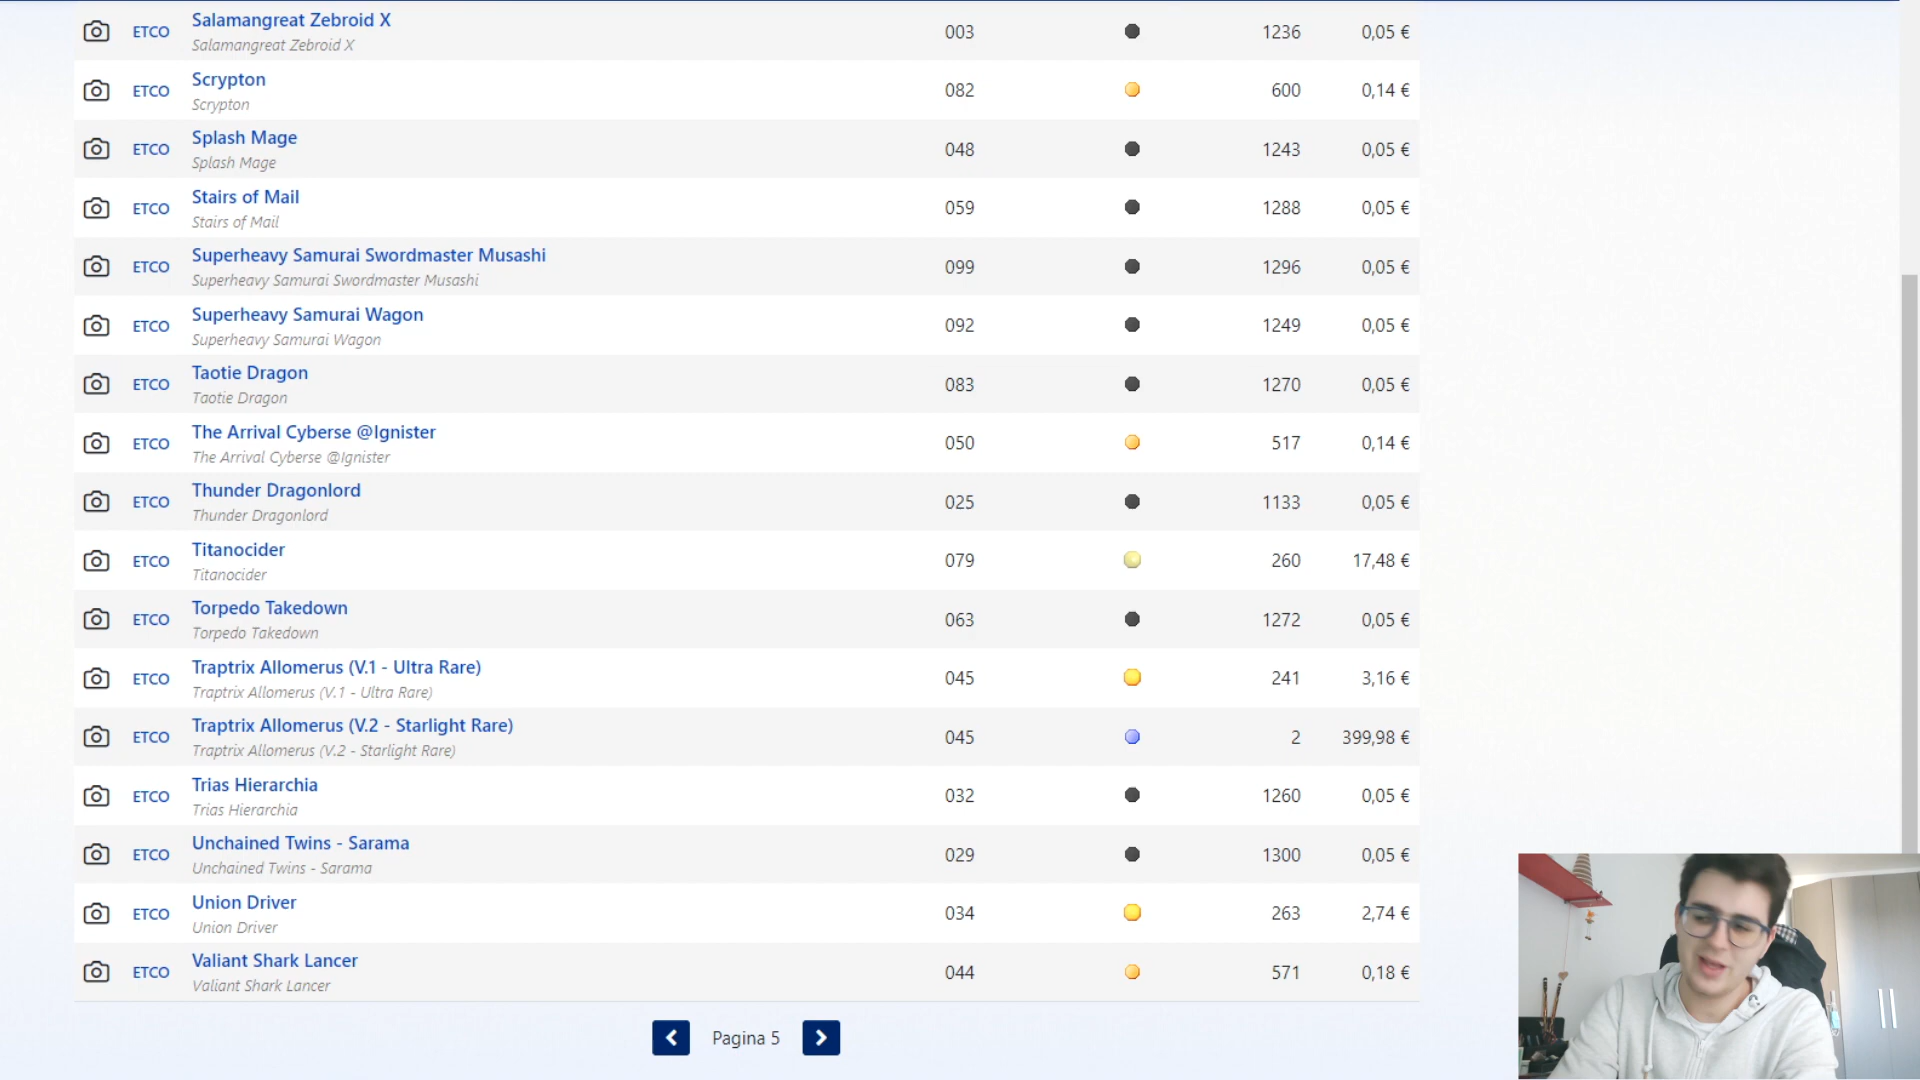 ETCO Salamangreat Zebroid X 003 1236 0,05 €
Salamangreat Zebroid X
ETCO Scrypton 082 600 0,14 €
Scrypton
ETCO Splash Mage 048 1243 0,05 €
Splash Mage
ETCO Stairs of Mail 059 1288 0,05 €
Stairs of Mail
ETCO Superheavy Samurai Swordmaster Musashi 099 1296 0,05 €
Superheavy Samurai Swordmaster Musashi
ETCO Superheavy Samurai Wagon 092 1249 0,05 €
Superheavy Samurai Wagon
ETCO Taotie Dragon 083 1270 0,05 €
Taotie Dragon
ETCO The Arrival Cyberse @Ignister 050 517 0,14 €
The Arrival Cyberse @Ignister
ETCO Thunder Dragonlord 025 1133 0,05 €
Thunder Dragonlord
ETCO Titanocider 079 260 17,48 €
Titanocider
ETCO Torpedo Takedown 063 1272 0,05 €
Torpedo Takedown
ETCO Traptrix Allomerus (V.1 - Ultra Rare) 045 241 3,16 €
Traptrix Allomerus (V.1 - Ultra Rare)
ETCO Traptrix Allomerus (V.2 - Starlight Rare) 045 2 399,98 €
Traptrix Allomerus (V.2 - Starlight Rare)
ETCO Trias Hierarchia 032 1260 0,05 €
Trias Hierarchia
ETCO Unchained Twins - Sarama 029 1300 0,05 €
Unchained Twins - Sarama
ETCO Union Driver 034 263 2,74 €
Union Driver
ETCO Valiant Shark Lancer 044 571 0,18 €
Valiant Shark Lancer
Pagina 5